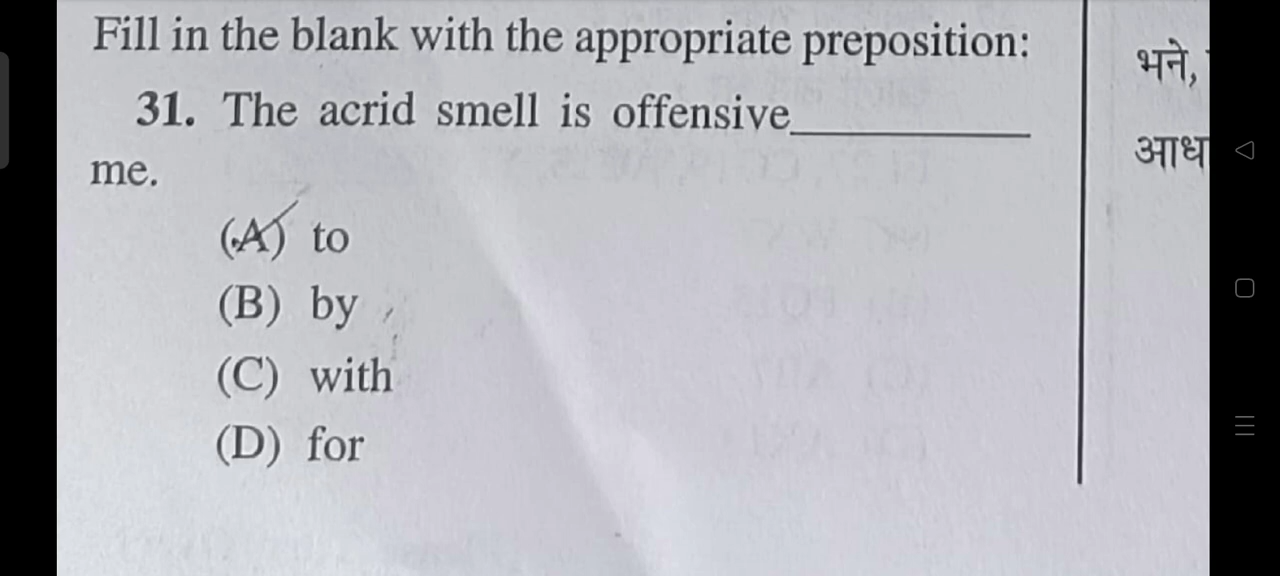 Fill in the blank with the appropriate preposition:
31. The acrid smell is offensive__________
me.
(A) to
(B) by
(C) with
(D) for
भने,
आध